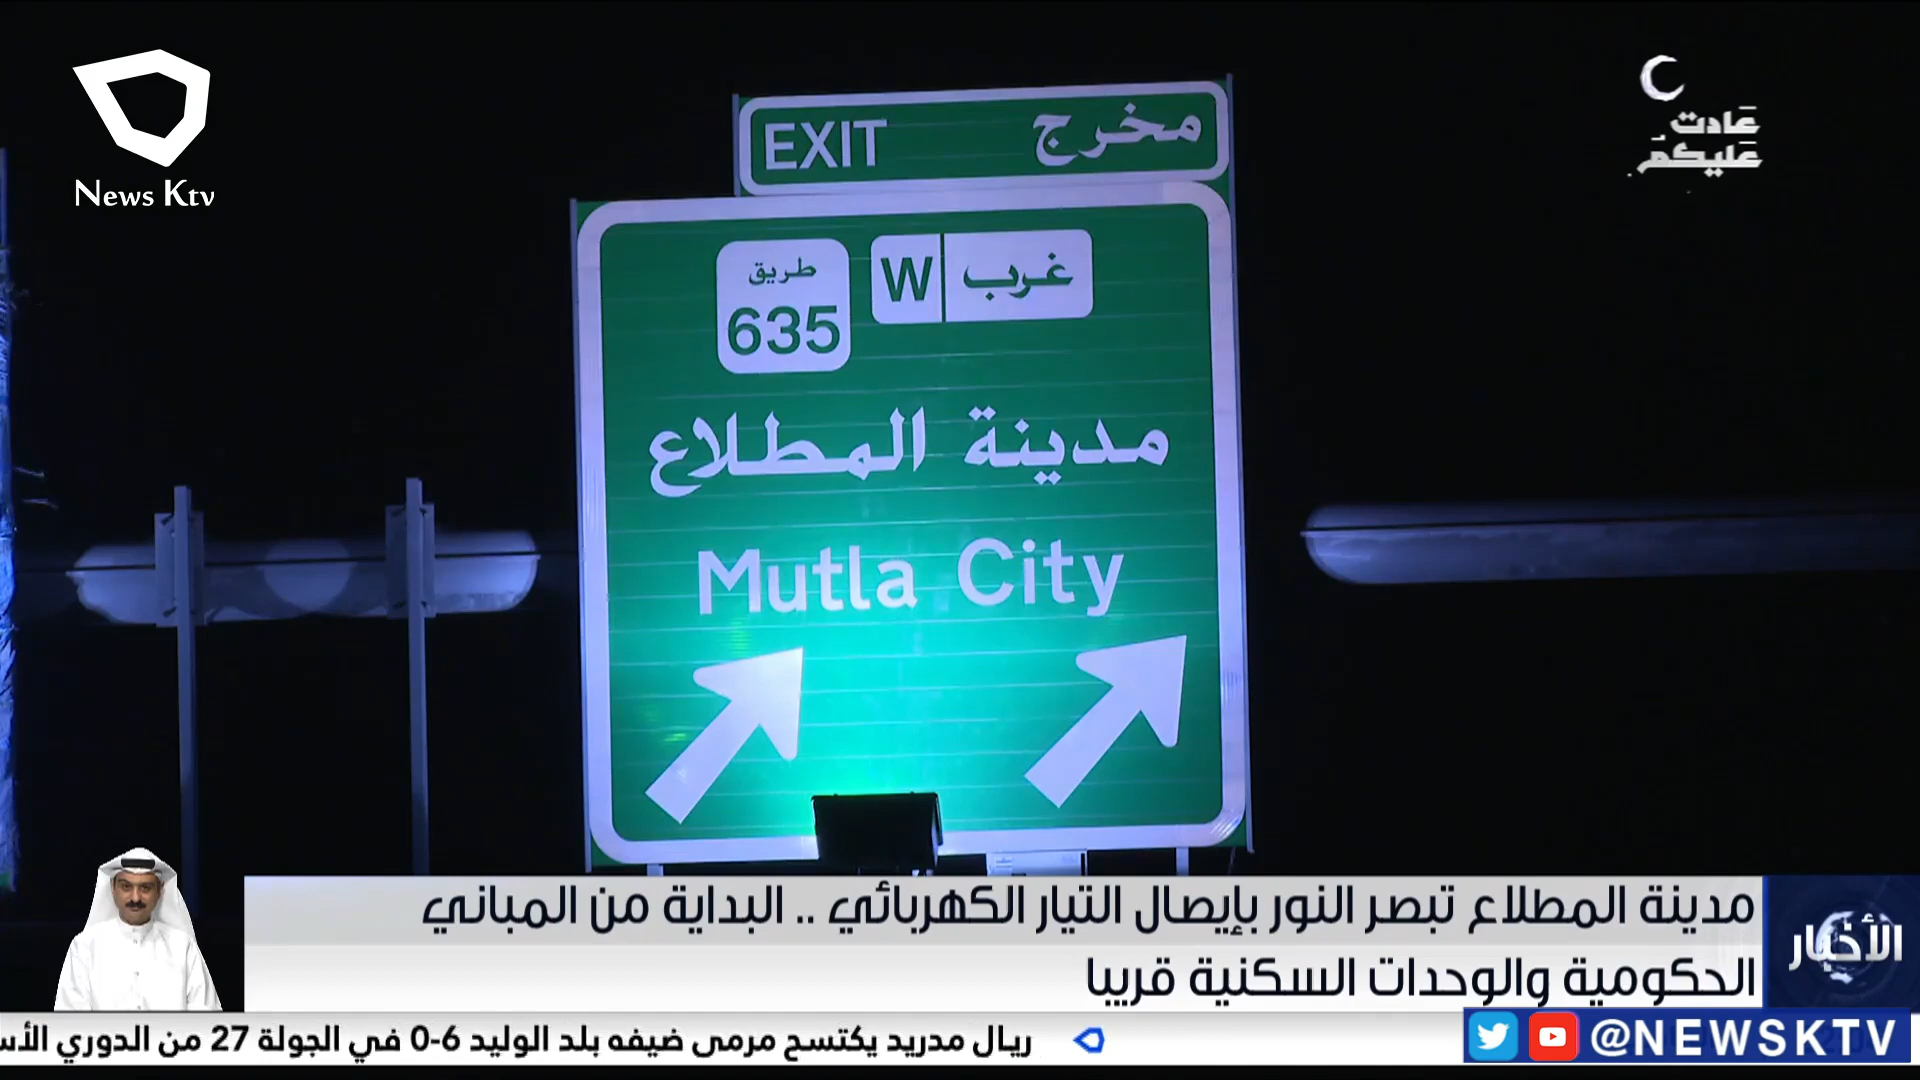 News Ktv
عَادت
عَليكُم
EXIT مخرج
W غرب
طريق
635
مدينة المطلاع
Mutla City
مدينة المطلاع تبصر النور بإيصال التيار الكهربائي .. البداية من المباني
الحكومية والوحدات السكنية قريبا
الأخبار
ريال مدريد يكتسح مرمى ضيفه بلد الوليد 6-0 في الجولة 27 من الدوري
@NEWSKTV